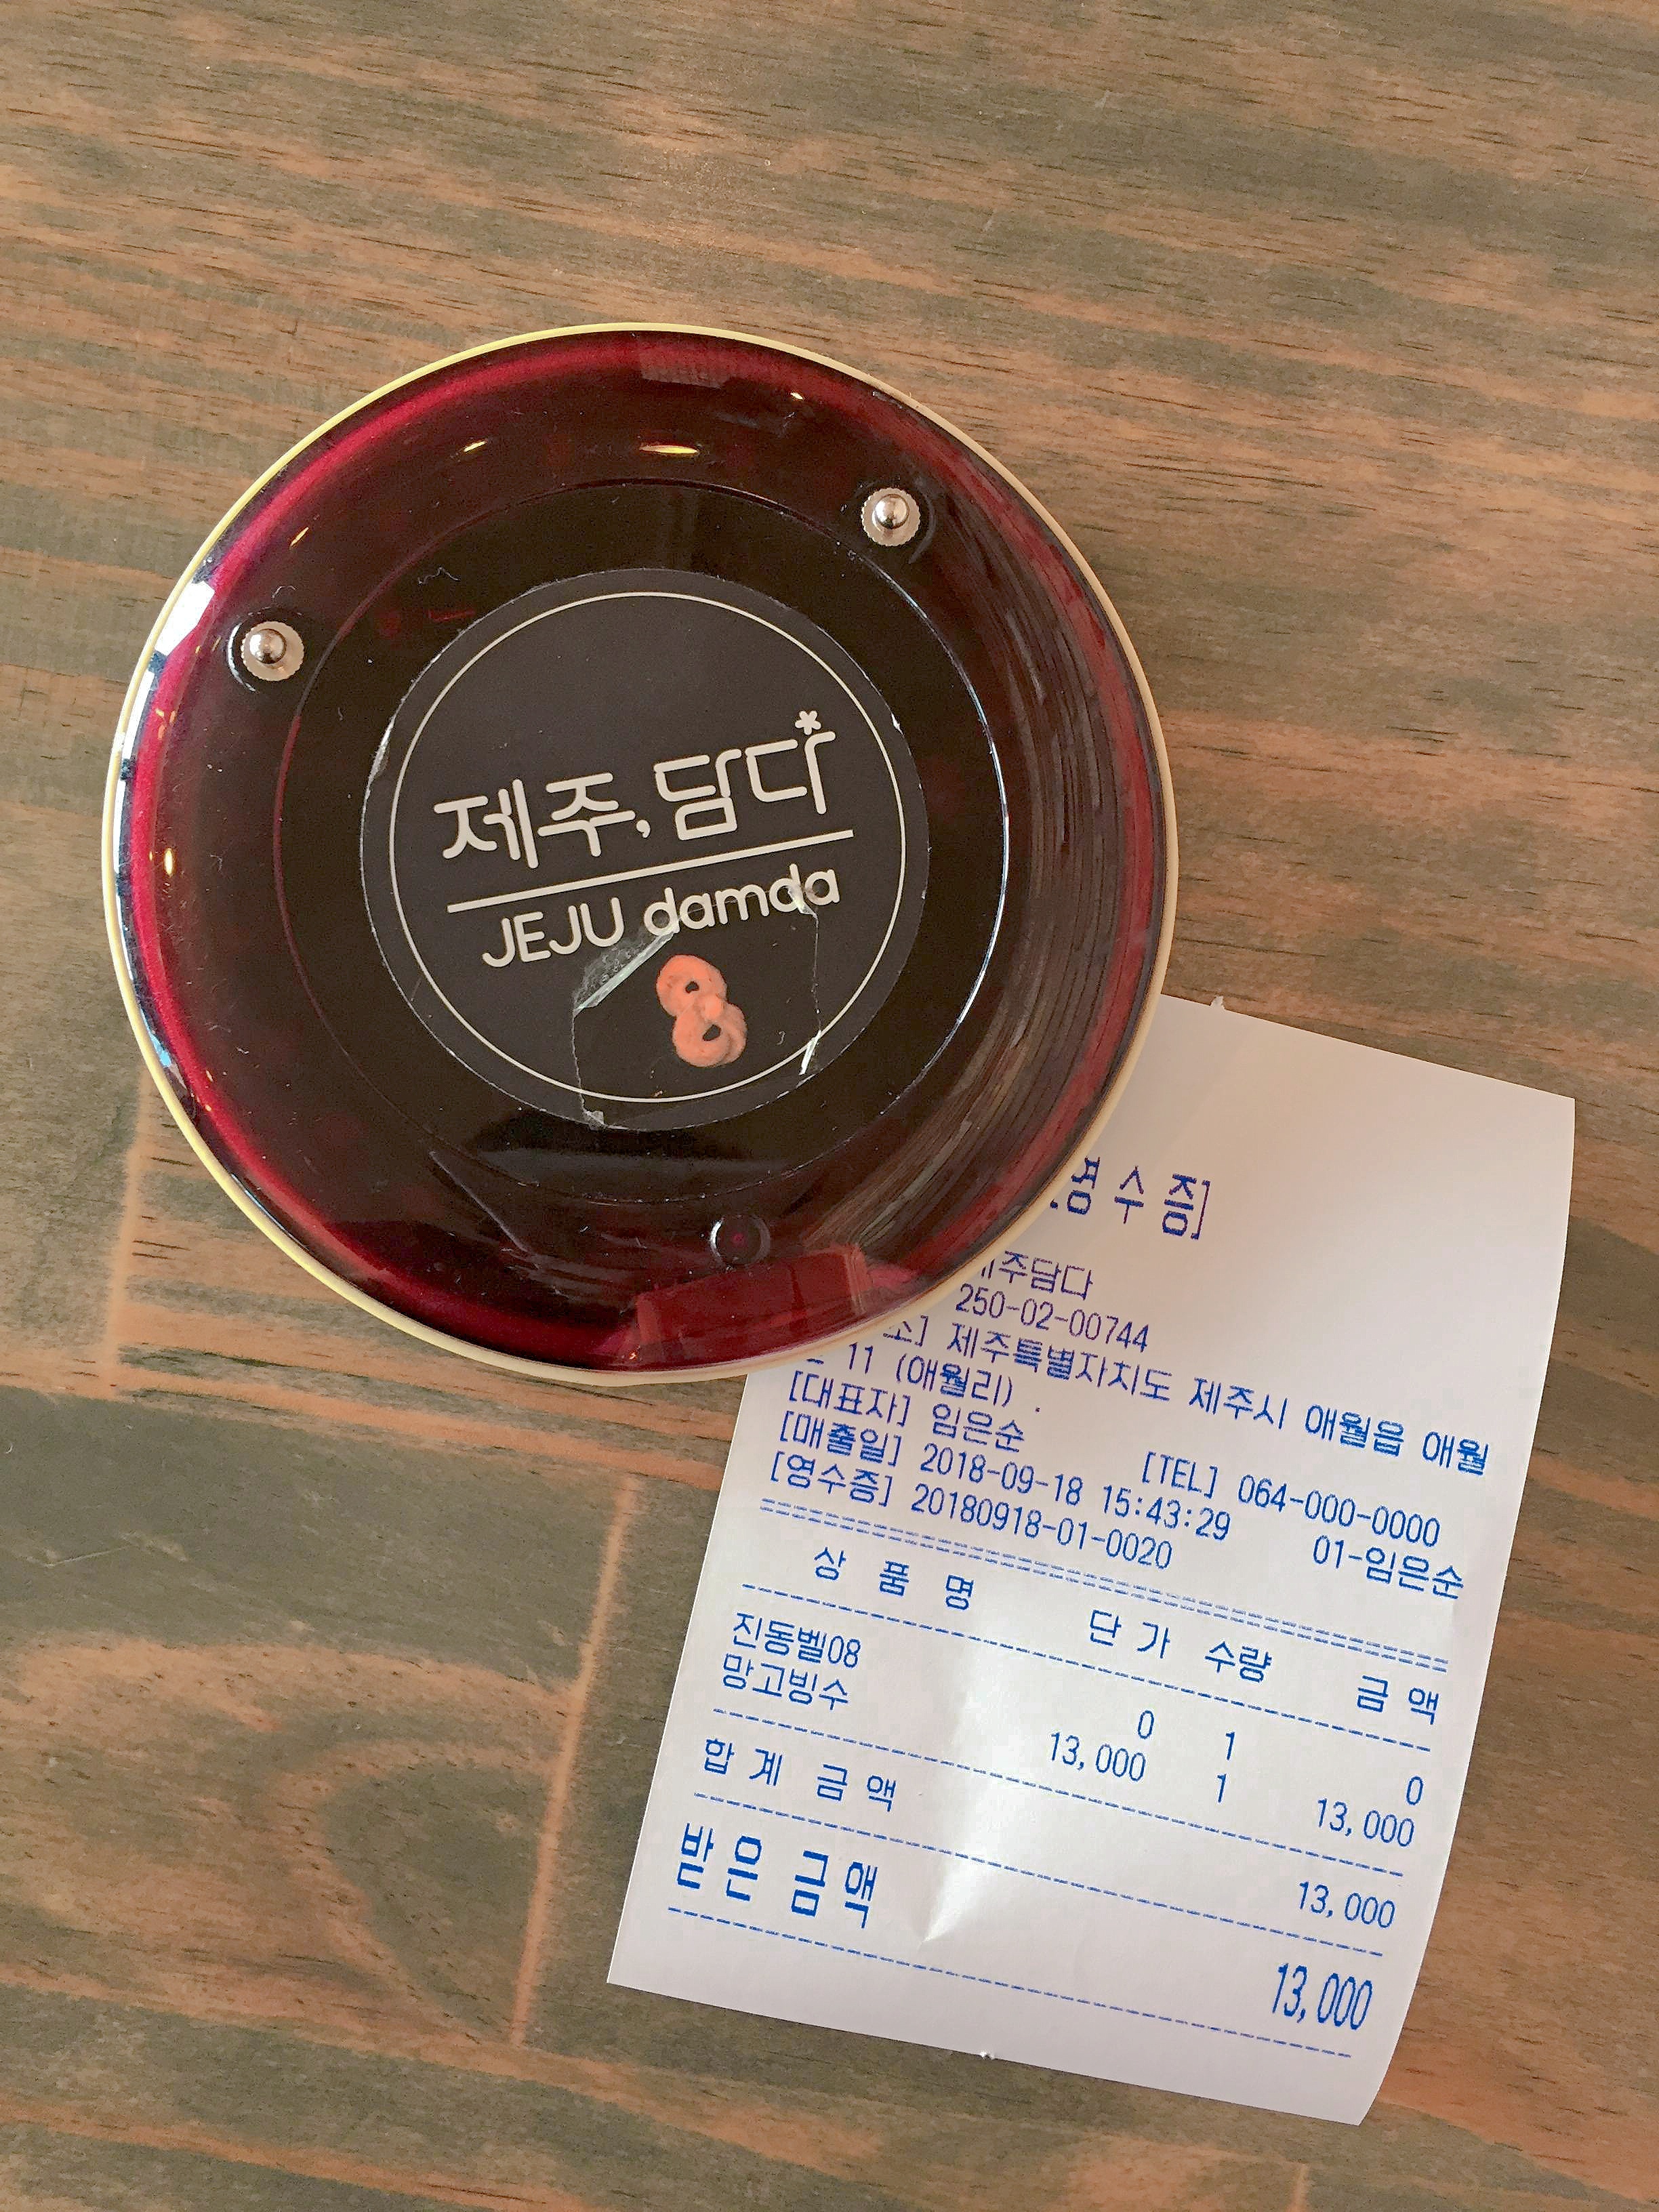 제주, 담다
JEJU damda
8
영 수 증]
제주담다
250-02-00744
소] 제주특별자치도 제주시 애월읍 애월
11 (애월리) .
[대표자] 임은순 [TEL] 064-000-0000
[매출일] 2018-09-18 15:43:29 01-임은순
[영수증] 20180918-01-0020
상 품 명 단 가 수량 금 액
진동벨08 0 1 0
망고빙수 13,000 1 13,000
합 계 금 액 13,000
받 은 금 액 13,000